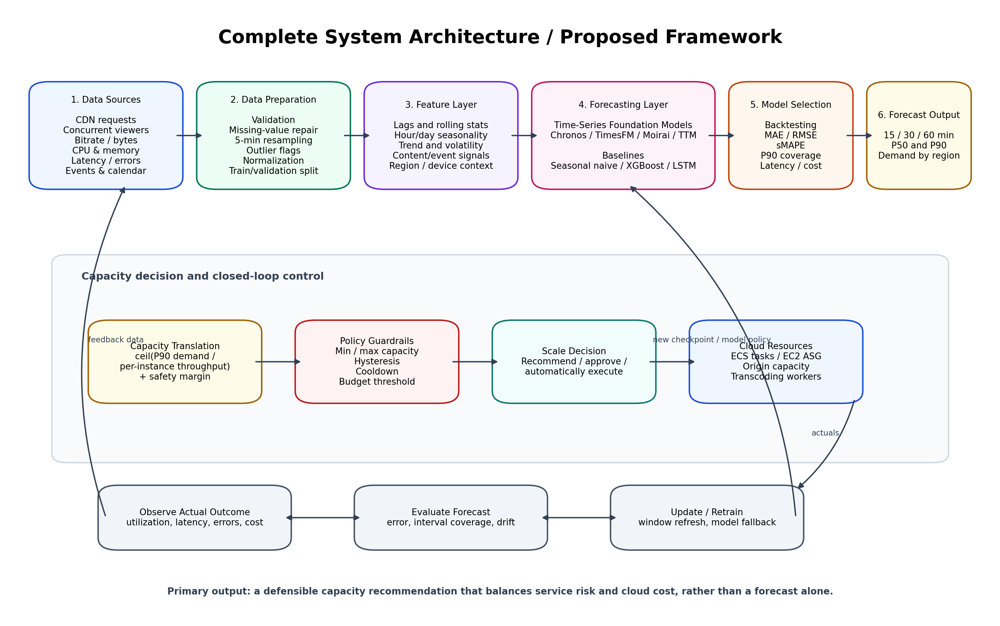 Complete System Architecture / Proposed Framework
1. Data Sources
CDN requests
Concurrent viewers
Bitrate / bytes
CPU & memory
Latency / errors
Events & calendar
2. Data Preparation
Validation
Missing-value repair
5-min resampling
Outlier flags
Normalization
Train/validation split
3. Feature Layer
Lags and rolling stats
Hour/day seasonality
Trend and volatility
Content/event signals
Region / device context
4. Forecasting Layer
Time-Series Foundation Models
Chronos / TimesFM / Moirai / TTM
Baselines
Seasonal naive / XGBoost / LSTM
5. Model Selection
Backtesting
MAE / RMSE
sMAPE
P90 coverage
Latency / cost
6. Forecast Output
15 / 30 / 60 min
P50 and P90
Demand by region
Capacity decision and closed-loop control
feedback data
Capacity Translation
ceil(P90 demand /
per-instance throughput)
+ safety margin
Policy Guardrails
Min / max capacity
Hysteresis
Cooldown
Budget threshold
Scale Decision
Recommend / approve /
automatically execute
new checkpoint / model policy
Cloud Resources
ECS tasks / EC2 ASG
Origin capacity
Transcoding workers
actuals
Observe Actual Outcome
utilization, latency, errors, cost
Evaluate Forecast
error, interval coverage, drift
Update / Retrain
window refresh, model fallback
Primary output: a defensible capacity recommendation that balances service risk and cloud cost, rather than a forecast alone.